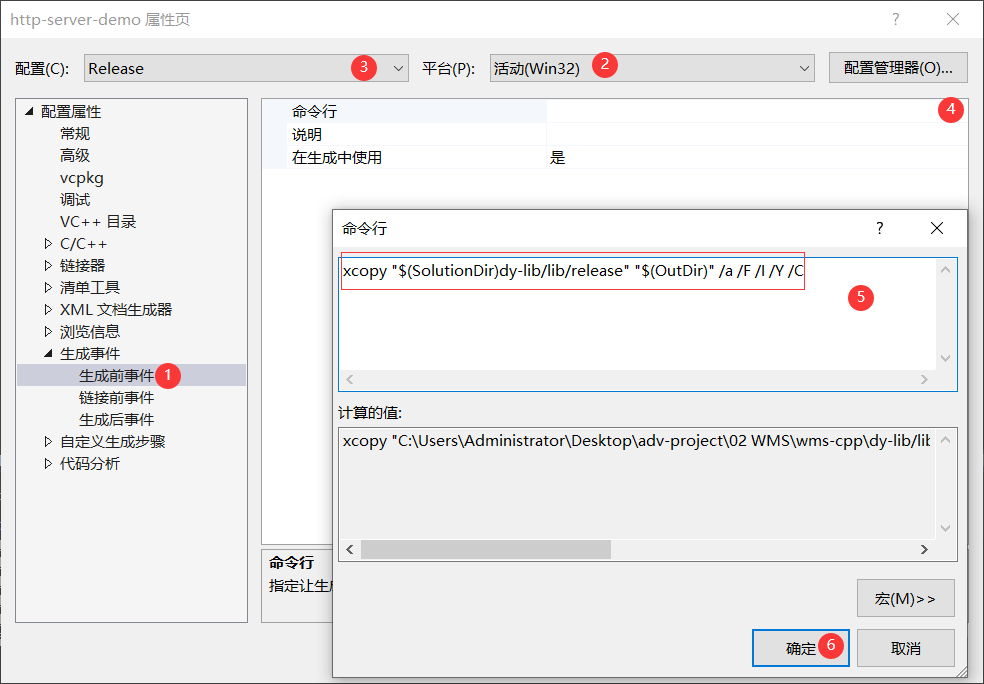 http-server-demo 属性页
配置(C): Release 3 平台(P): 活动(Win32) 2 配置管理器(O)...
配置属性
常规
高级
vcpkg
调试
VC++ 目录
C/C++
链接器
清单工具
XML 文档生成器
浏览信息
生成事件
生成前事件 1
链接前事件
生成后事件
自定义生成步骤
代码分析
命令行 4
说明
在生成中使用 是
命令行
指定让生成
命令行
xcopy "$(SolutionDir)dy-lib/lib/release" "$(OutDir)" /a /F /I /Y /C
5
计算的值:
xcopy "C:\Users\Administrator\Desktop\adv-project\02 WMS\wms-cpp\dy-lib/lib
宏(M)>>
确定 6 取消